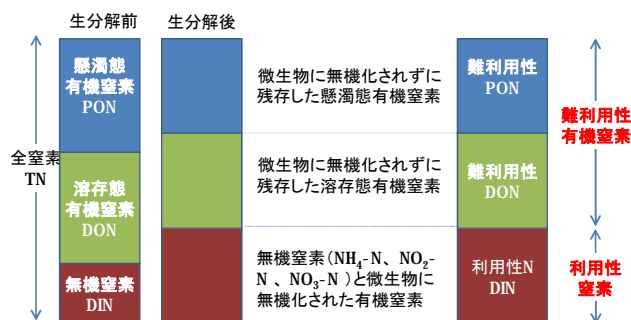 生分解前
生分解後
全窒素
TN
懸濁態
有機窒素
PON
溶存態
有機窒素
DON
無機窒素
DIN
微生物に無機化されずに
残存した懸濁態有機窒素
微生物に無機化されずに
残存した溶存態有機窒素
無機窒素(NH4-N、NO2-
N 、NO3-N )と微生物に
無機化された有機窒素
難利用性
PON
難利用性
DON
利用性N
DIN
難利用性
有機窒素
利用性
窒素